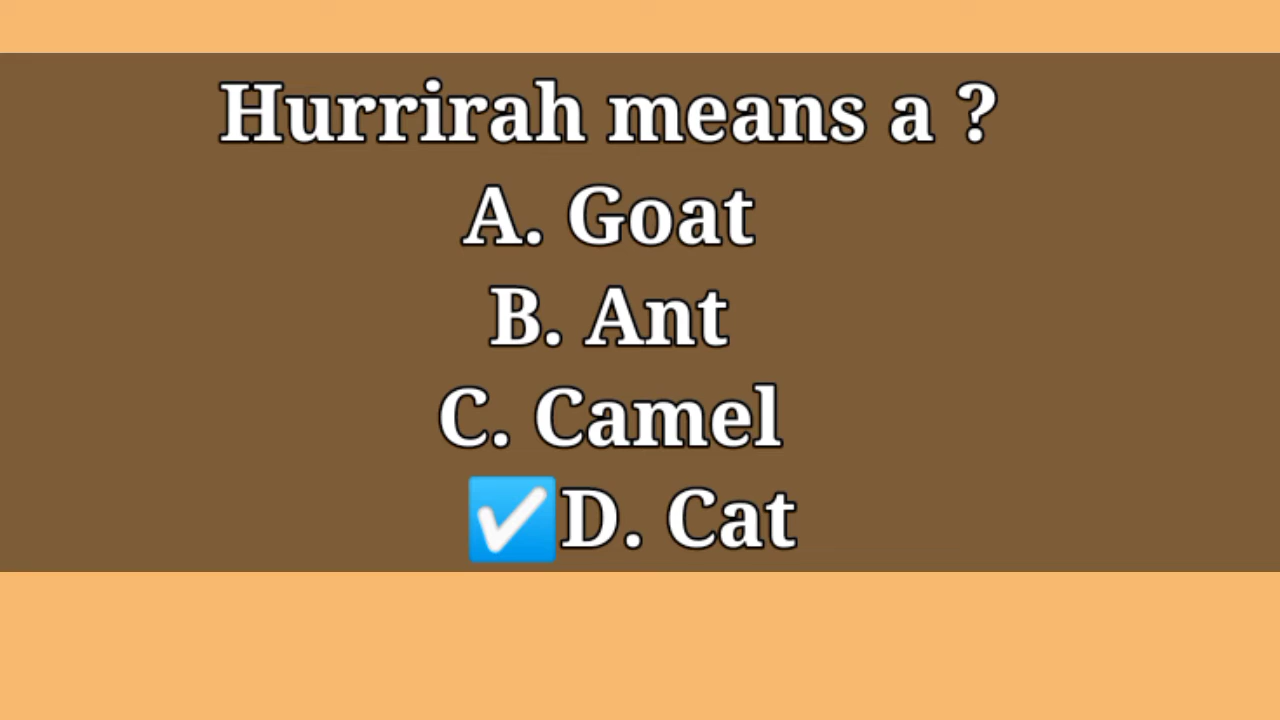 Hurrirah means a ?
A. Goat
B. Ant
C. Camel
☑️D. Cat